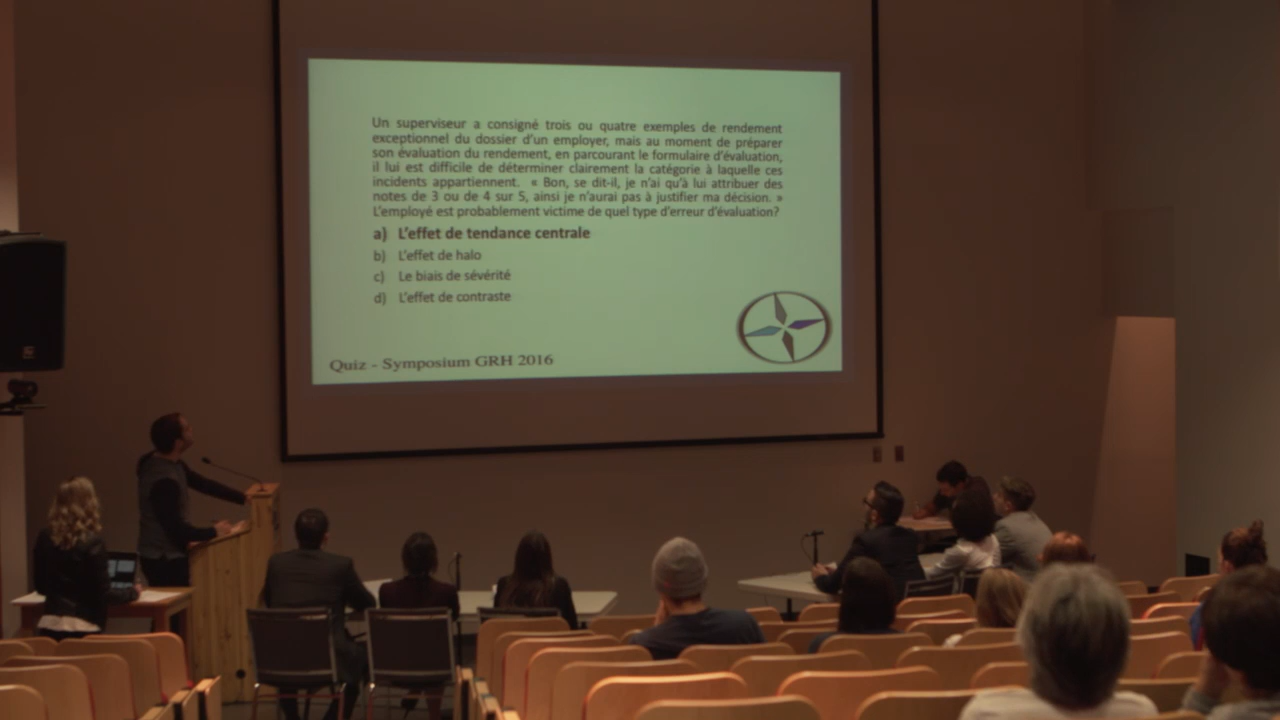 Un superviseur a consigné trois ou quatre exemples de rendement
exceptionnel du dossier d'un employer, mais au moment de préparer
son évaluation du rendement, en parcourant le formulaire d'évaluation,
il lui est difficile de déterminer clairement la catégorie à laquelle ces
incidents appartiennent. « Bon, se dit-il, je n'ai qu'à lui attribuer des
notes de 3 ou de 4 sur 5, ainsi je n'aurai pas à justifier ma décision. »
L'employé est probablement victime de quel type d'erreur d'évaluation?
a) L'effet de tendance centrale
b) L'effet de halo
c) Le biais de sévérité
d) L'effet de contraste
Quiz - Symposium GRH 2016